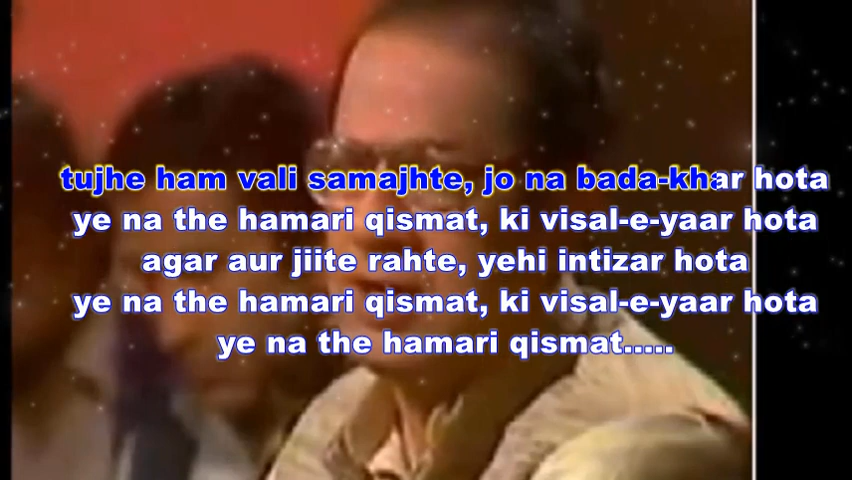 tujhe ham vali samajhte, jo na bada-khar hota
ye na the hamari qismat, ki visal-e-yaar hota
agar aur jiite rahte, yehi intizar hota
ye na the hamari qismat, ki visal-e-yaar hota
ye na the hamari qismat.....